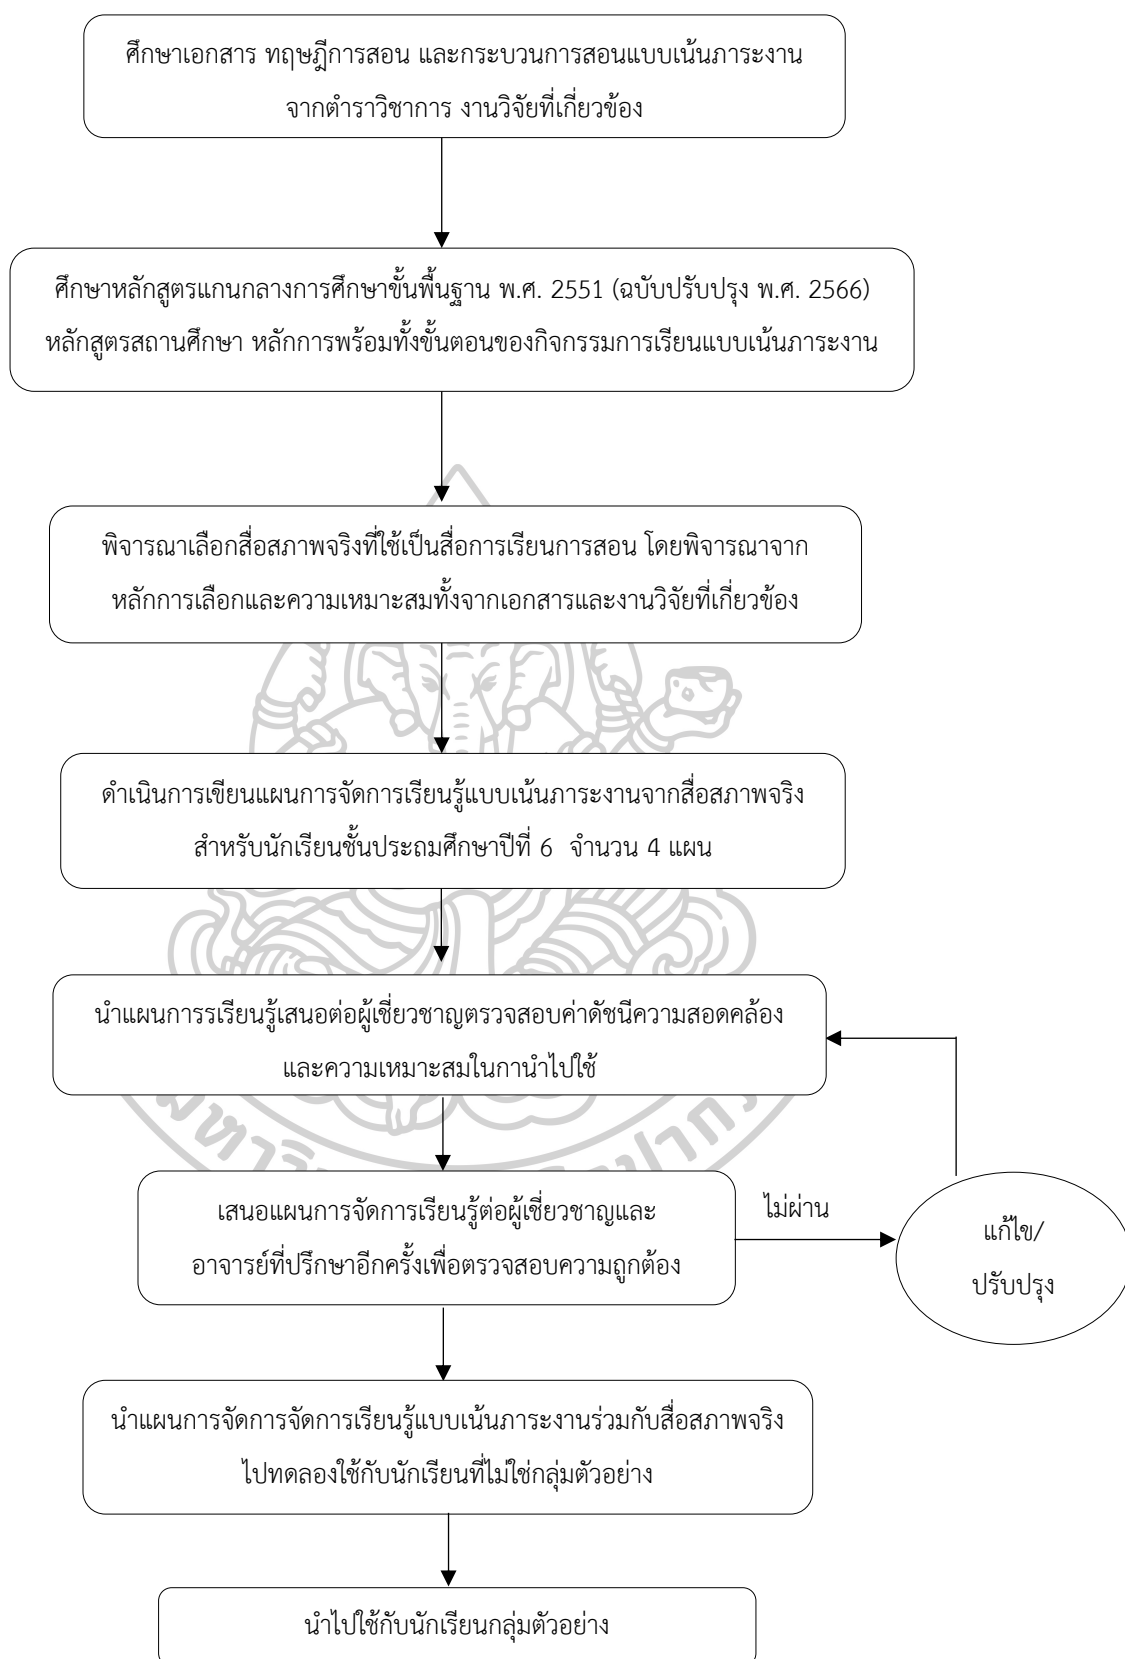 ศึกษาเอกสาร ทฤษฎีการสอน และกระบวนการสอนแบบเน้นภาระงาน
จากตำราวิชาการ งานวิจัยที่เกี่ยวข้อง
ศึกษาหลักสูตรแกนกลางการศึกษาขั้นพื้นฐาน พ.ศ. 2551 (ฉบับปรับปรุง พ.ศ. 2566)
หลักสูตรสถานศึกษา หลักการพร้อมทั้งขั้นตอนของกิจกรรมการเรียนแบบเน้นภาระงาน
พิจารณาเลือกสื่อสภาพจริงที่ใช้เป็นสื่อการเรียนการสอน โดยพิจารณาจาก
หลักการเลือกและความเหมาะสมทั้งจากเอกสารและงานวิจัยที่เกี่ยวข้อง
ดำเนินการเขียนแผนการจัดการเรียนรู้แบบเน้นภาระงานจากสื่อสภาพจริง
สำหรับนักเรียนชั้นประถมศึกษาปีที่ 6 จำนวน 4 แผน
นำแผนการรเรียนรู้เสนอต่อผู้เชี่ยวชาญตรวจสอบค่าดัชนีความสอดคล้อง
และความเหมาะสมในกานำไปใช้
เสนอแผนการจัดการเรียนรู้ต่อผู้เชี่ยวชาญและ
อาจารย์ที่ปรึกษาอีกครั้งเพื่อตรวจสอบความถูกต้อง
ไม่ผ่าน
แก้ไข/
ปรับปรุง
นำแผนการจัดการจัดการเรียนรู้แบบเน้นภาระงานร่วมกับสื่อสภาพจริง
ไปทดลองใช้กับนักเรียนที่ไม่ใช่กลุ่มตัวอย่าง
นำไปใช้กับนักเรียนกลุ่มตัวอย่าง